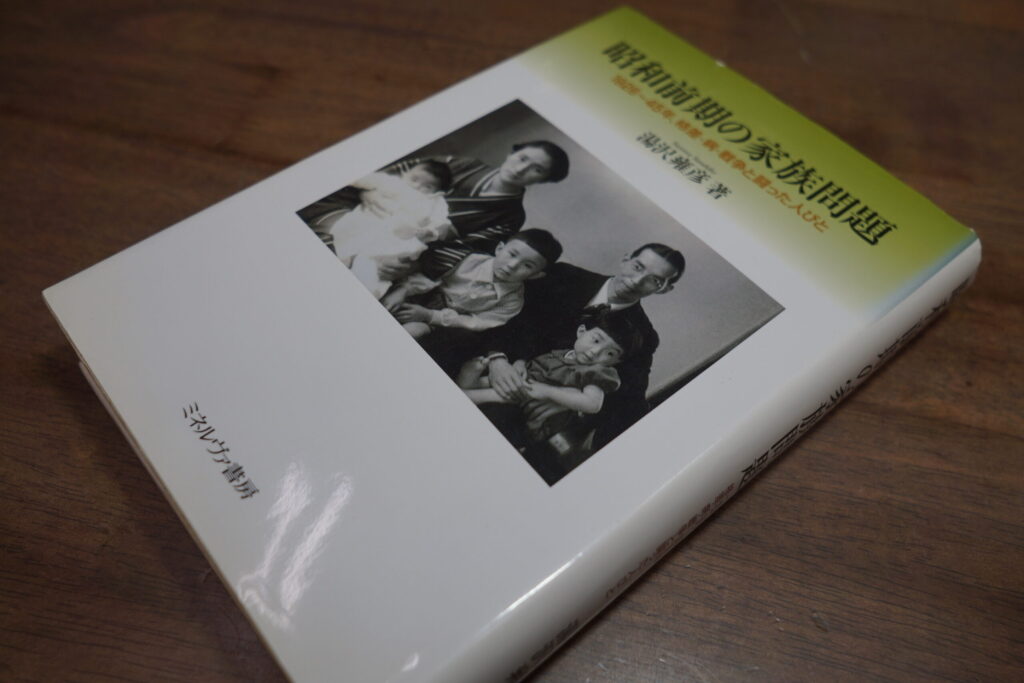 昭和前期の家族問題
1926〜45年、格差・病・戦争と闘った人びと
湯沢雍彦 著
ミネルヴァ書房